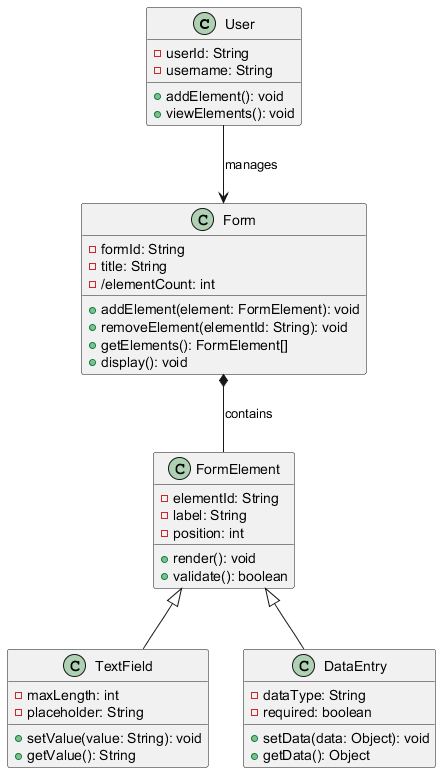 C User
userId: String
username: String
addElement(): void
viewElements(): void
manages
C Form
formId: String
title: String
/elementCount: int
addElement(element: FormElement): void
removeElement(elementId: String): void
getElements(): FormElement[]
display(): void
contains
C FormElement
elementId: String
label: String
position: int
render(): void
validate(): boolean
C TextField
maxLength: int
placeholder: String
setValue(value: String): void
getValue(): String
C DataEntry
dataType: String
required: boolean
setData(data: Object): void
getData(): Object